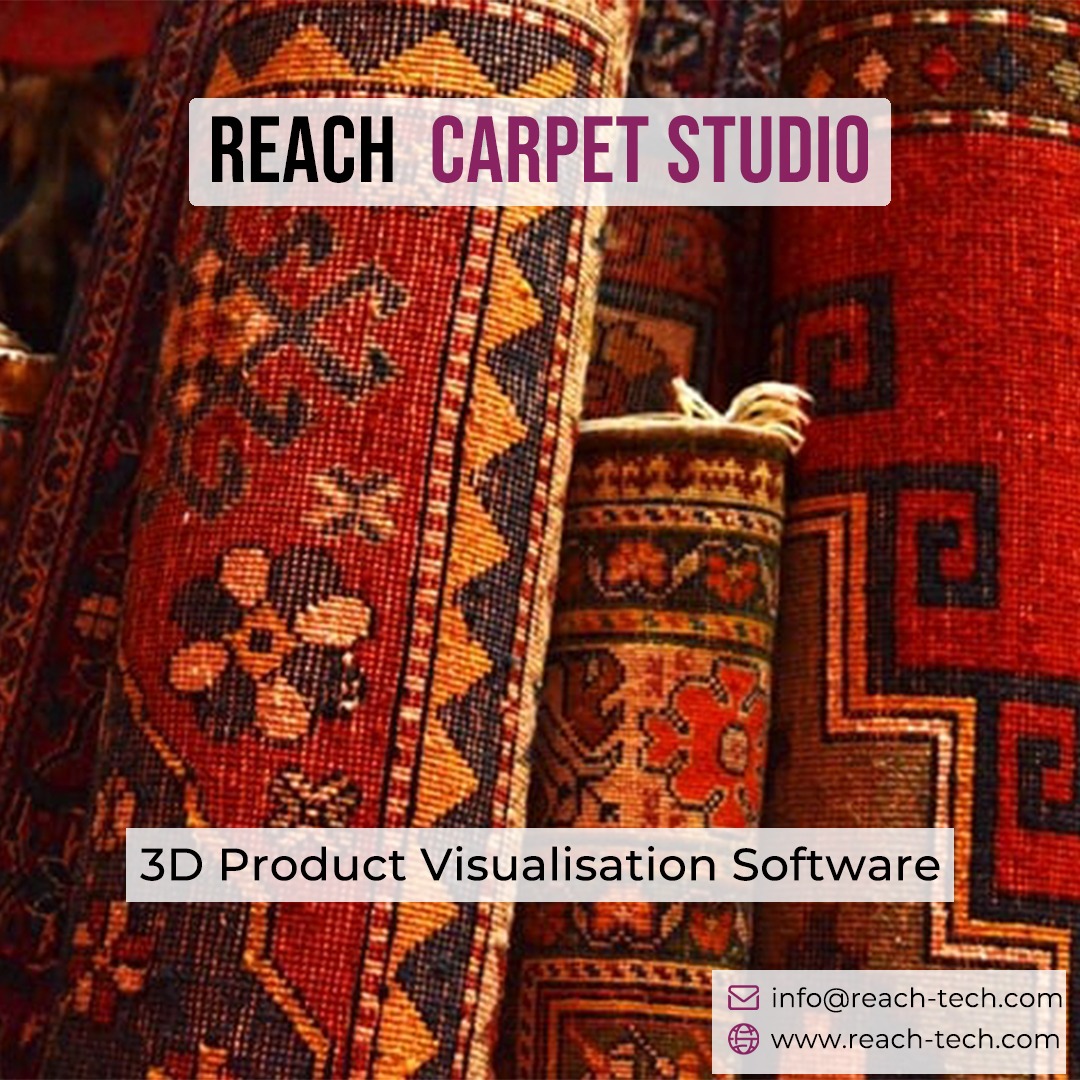 REACH CARPET STUDIO
3D Product Visualisation Software
info@reach-tech.com
www.reach-tech.com